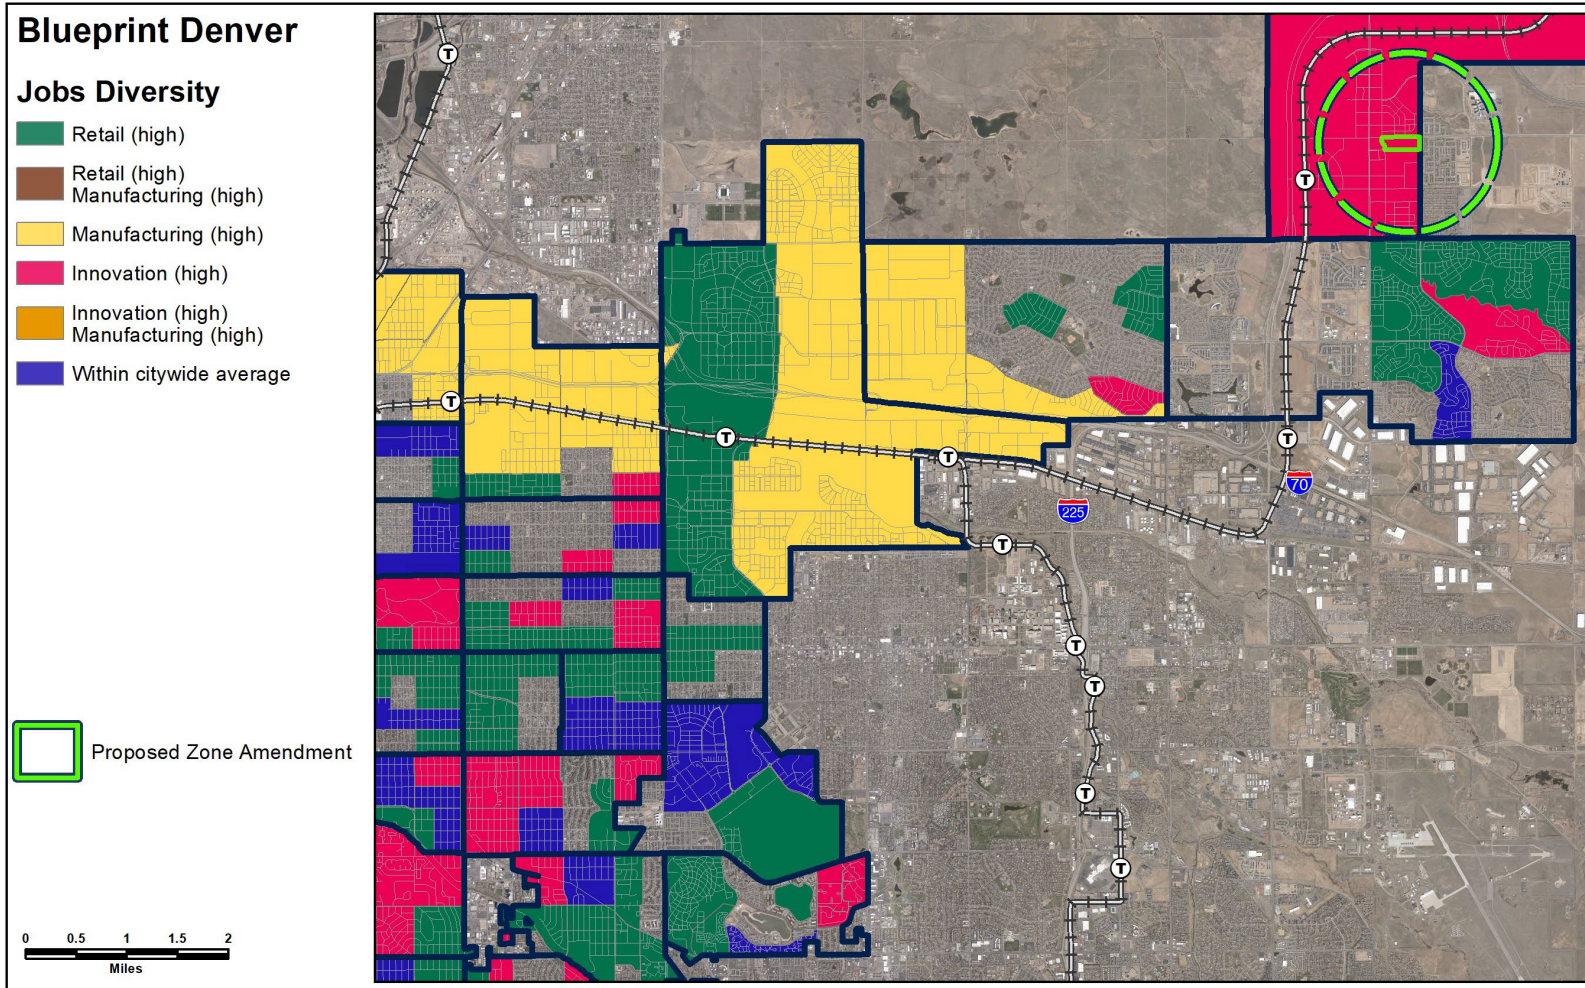 Blueprint Denver
Jobs Diversity
Retail (high)
Retail (high)
Manufacturing (high)
Manufacturing (high)
Innovation (high)
Innovation (high)
Manufacturing (high)
Within citywide average
Proposed Zone Amendment
0 0.5 1 1.5 2
Miles
T
T
T
T
T
T
70
225
T
T
T
T
T